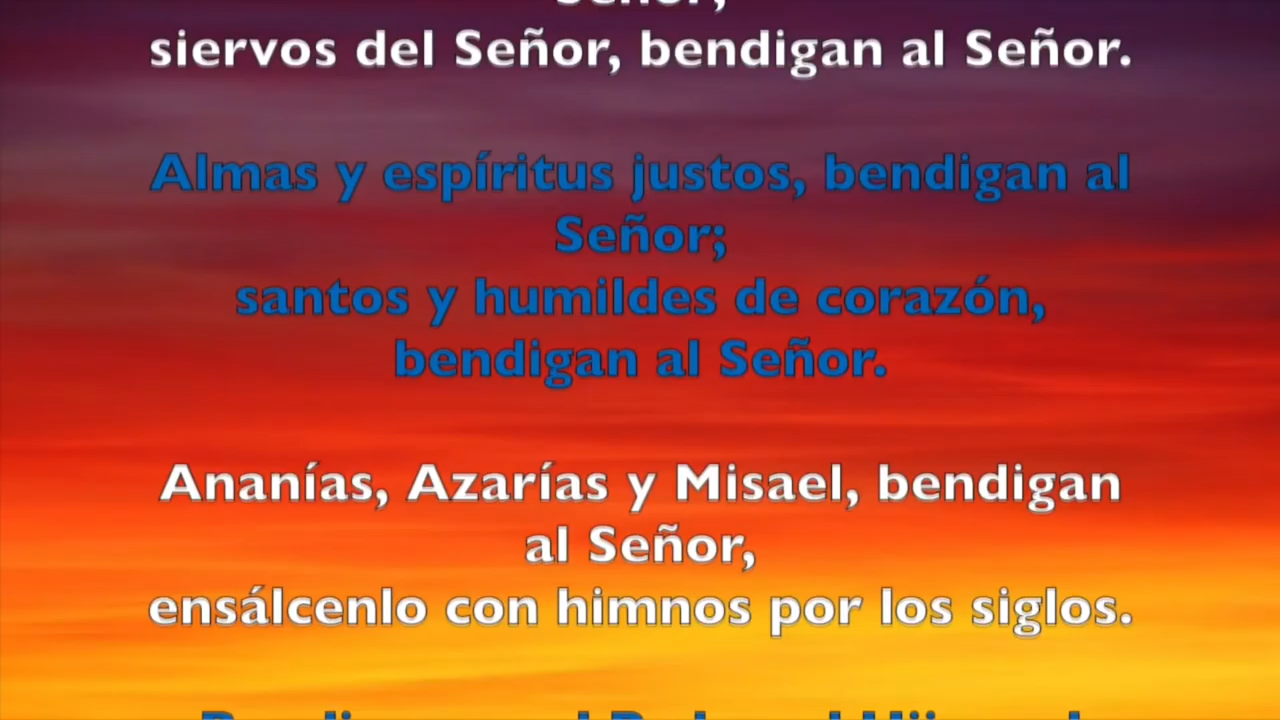 Señor,
siervos del Señor, bendigan al Señor.
Almas y espíritus justos, bendigan al
Señor;
santos y humildes de corazón,
bendigan al Señor.
Ananías, Azarías y Misael, bendigan
al Señor,
ensálcenlo con himnos por los siglos.